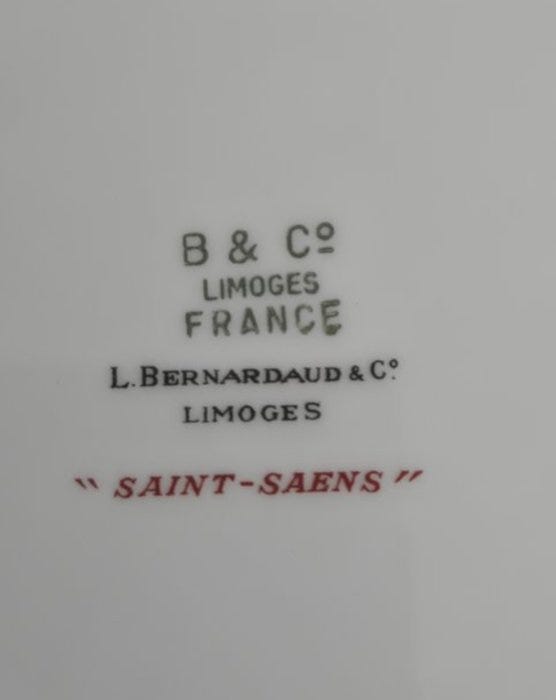 B & Cº
LIMOGES
FRANCE
L. BERNARDAUD & Cº
LIMOGES
" SAINT-SAENS "